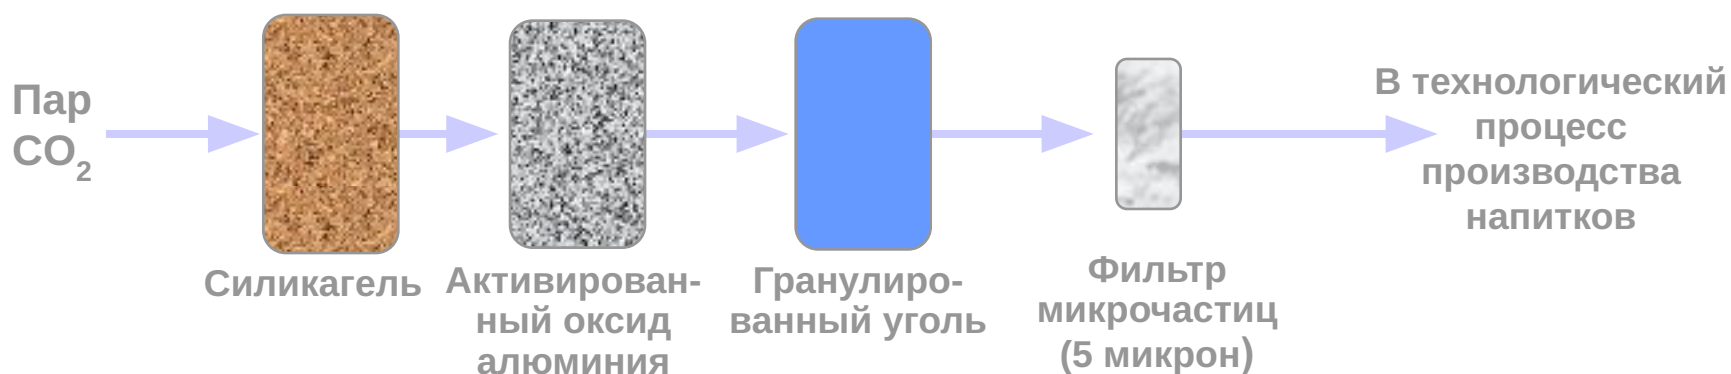 Пар
CO₂
Силикагель
Активирован-
ный оксид
алюминия
Гранулиро-
ванный уголь
Фильтр
микрочастиц
(5 микрон)
В технологический
процесс
производства
напитков